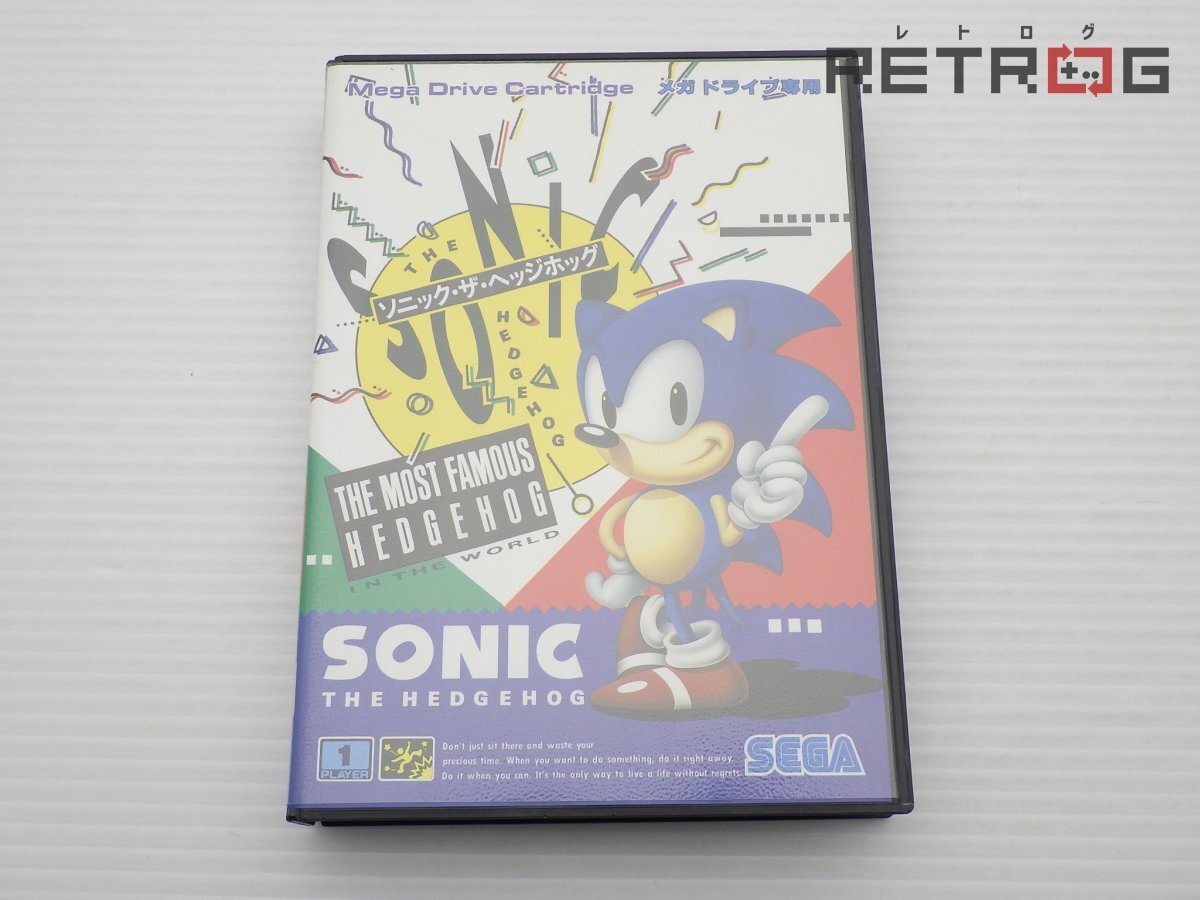 レトログ
RETROG
Mega Drive Cartridge メガドライブ専用
SONIC
THE
ソニック・ザ・ヘッジホッグ
HEDGEHOG
THE MOST FAMOUS
HEDGEHOG
IN THE WORLD
SONIC
THE HEDGEHOG
1
PLAYER
Don't just sit there and waste your
precious time. When you want to do something, do it right away.
Do it when you can. It's the only way to live a life without regrets.
SEGA